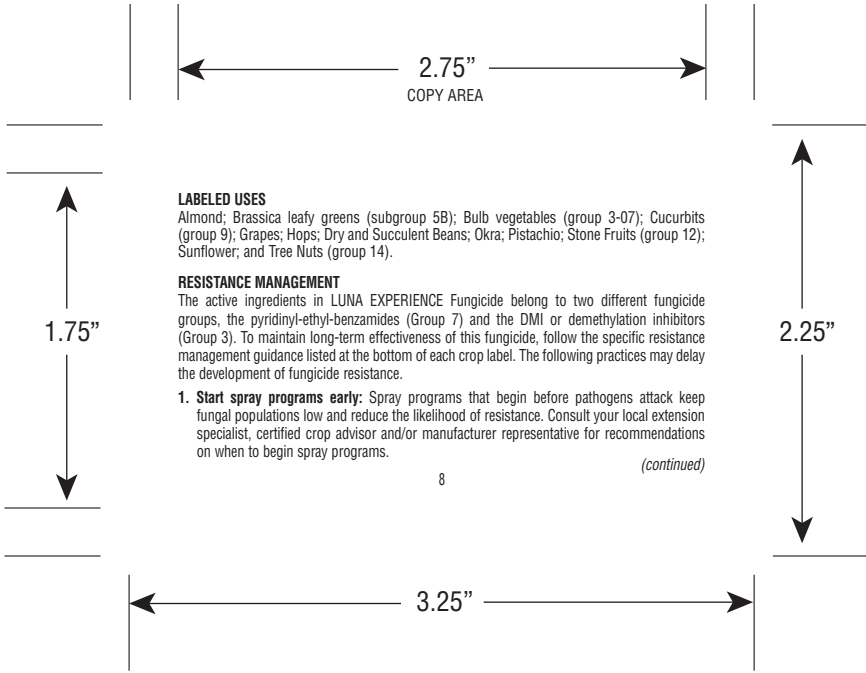 2.75”
COPY AREA
LABELED USES
Almond; Brassica leafy greens (subgroup 5B); Bulb vegetables (group 3-07); Cucurbits
(group 9); Grapes; Hops; Dry and Succulent Beans; Okra; Pistachio; Stone Fruits (group 12);
Sunflower; and Tree Nuts (group 14).
RESISTANCE MANAGEMENT
The active ingredients in LUNA EXPERIENCE Fungicide belong to two different fungicide
groups, the pyridinyl-ethyl-benzamides (Group 7) and the DMI or demethylation inhibitors
(Group 3). To maintain long-term effectiveness of this fungicide, follow the specific resistance
management guidance listed at the bottom of each crop label. The following practices may delay
the development of fungicide resistance.
1. Start spray programs early: Spray programs that begin before pathogens attack keep
fungal populations low and reduce the likelihood of resistance. Consult your local extension
specialist, certified crop advisor and/or manufacturer representative for recommendations
on when to begin spray programs.
(continued)
8
1.75”
2.25”
3.25”